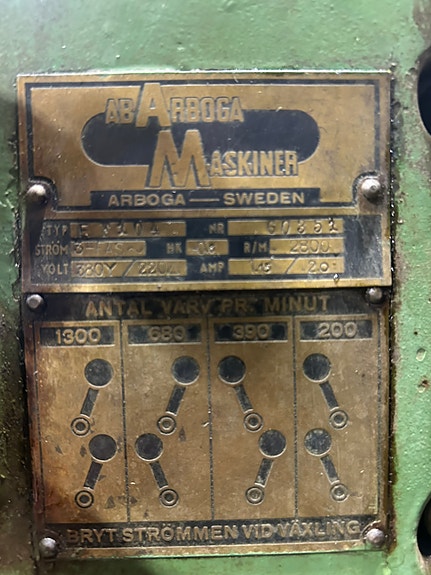 AB ARBOGA
MASKINER
ARBOGA — SWEDEN
TYP NR
STRÖM HK R/M 2800
VOLT 380Y/220 AMP
ANTAL VARV PR. MINUT
1300 680 390 200
BRYT STRÖMMEN VID VÄXLING